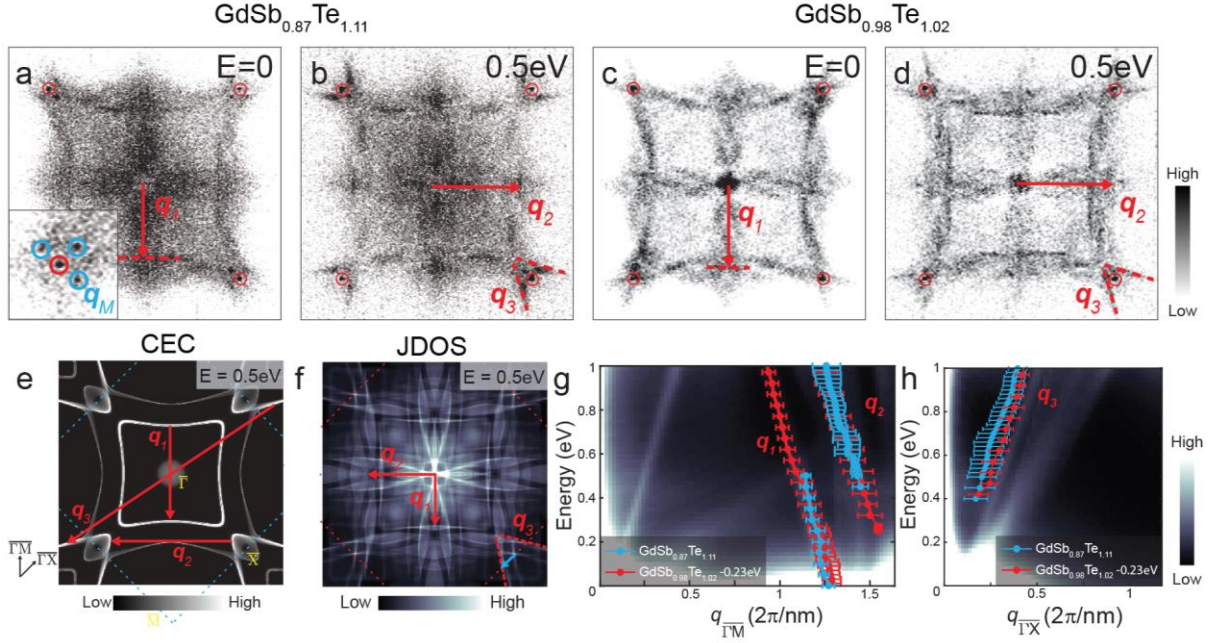 GdSb0.87Te1.11
GdSb0.98Te1.02
a
E=0
b
0.5eV
c
E=0
d
0.5eV
q1
q2
q1
q2
qM
q3
q3
High
Low
CEC
JDOS
e
E = 0.5eV
f
E = 0.5eV
g
h
q1
Γ
q3
q2
X
ΓM
ΓX
M
Low
High
q2
q1
q3
Low
High
Energy (eV)
1
0.8
0.6
0.4
0.2
q1
q2
GdSb0.87Te1.11
GdSb0.98Te1.02 -0.23eV
0
0.5
1
1.5
qΓM (2π/nm)
Energy (eV)
1
0.8
0.6
0.4
0.2
q3
GdSb0.87Te1.11
GdSb0.98Te1.02 -0.23eV
0
0.5
1
qΓX (2π/nm)
High
Low